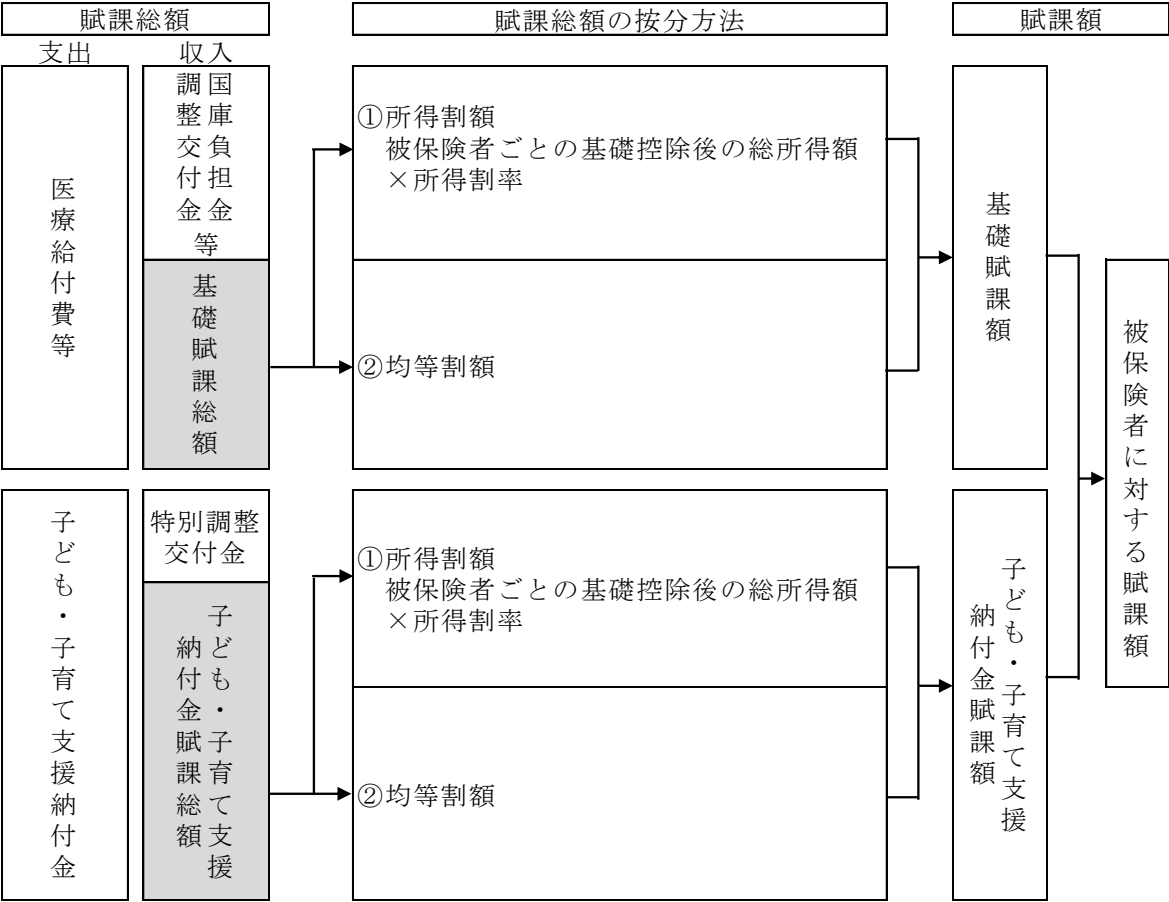 賦課総額
賦課総額の按分方法
賦課額
支出
収入
医療給付費等
国庫負担金
調整交付金
等
基礎賦課総額
①所得割額
被保険者ごとの基礎控除後の総所得額
×所得割率
②均等割額
基礎賦課額
被保険者に対する賦課額
子ども・子育て支援納付金
特別調整
交付金
子ども・子育て支援
納付金賦課総額
①所得割額
被保険者ごとの基礎控除後の総所得額
×所得割率
②均等割額
子ども・子育て支援
納付金賦課額